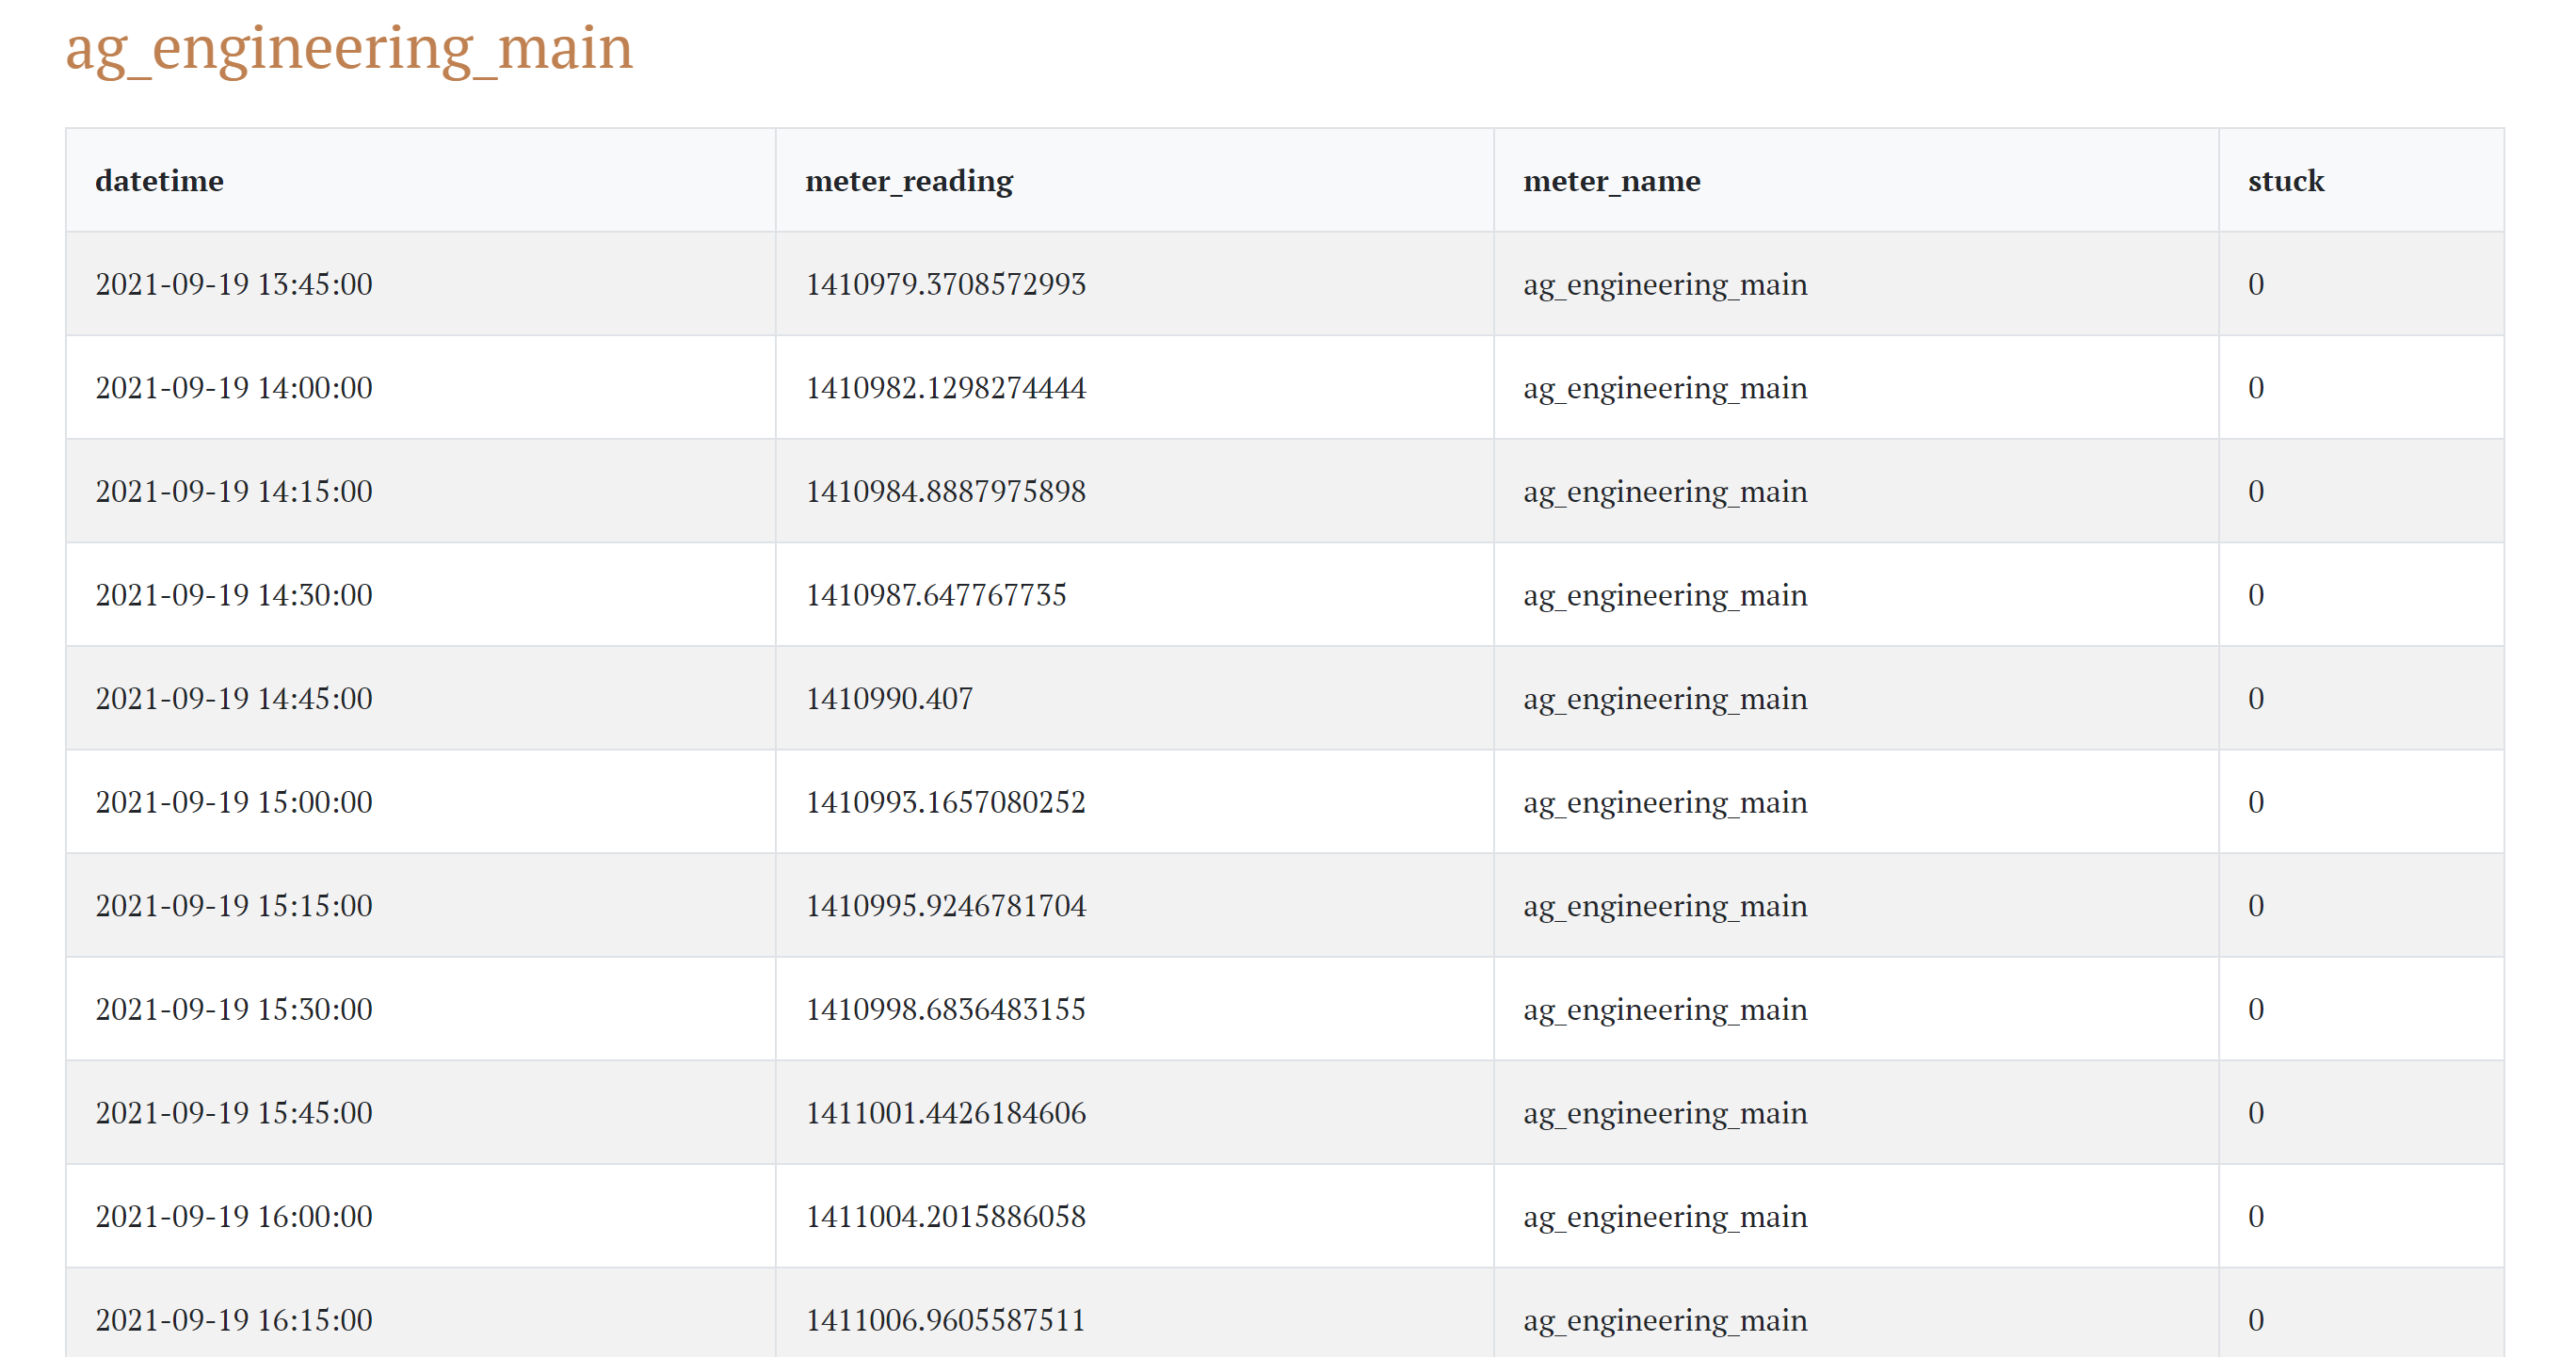 ag_engineering_main
datetime meter_reading meter_name stuck
2021-09-19 13:45:00 1410979.3708572993 ag_engineering_main 0
2021-09-19 14:00:00 1410982.1298274444 ag_engineering_main 0
2021-09-19 14:15:00 1410984.8887975898 ag_engineering_main 0
2021-09-19 14:30:00 1410987.647767735 ag_engineering_main 0
2021-09-19 14:45:00 1410990.407 ag_engineering_main 0
2021-09-19 15:00:00 1410993.1657080252 ag_engineering_main 0
2021-09-19 15:15:00 1410995.9246781704 ag_engineering_main 0
2021-09-19 15:30:00 1410998.6836483155 ag_engineering_main 0
2021-09-19 15:45:00 1411001.4426184606 ag_engineering_main 0
2021-09-19 16:00:00 1411004.2015886058 ag_engineering_main 0
2021-09-19 16:15:00 1411006.9605587511 ag_engineering_main 0